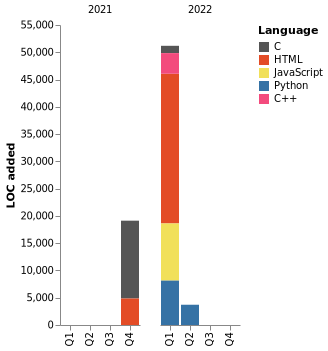 2021 2022
Language
C
HTML
JavaScript
Python
C++
LOC added
55,000
50,000
45,000
40,000
35,000
30,000
25,000
20,000
15,000
10,000
5,000
0
Q1 Q2 Q3 Q4 Q1 Q2 Q3 Q4